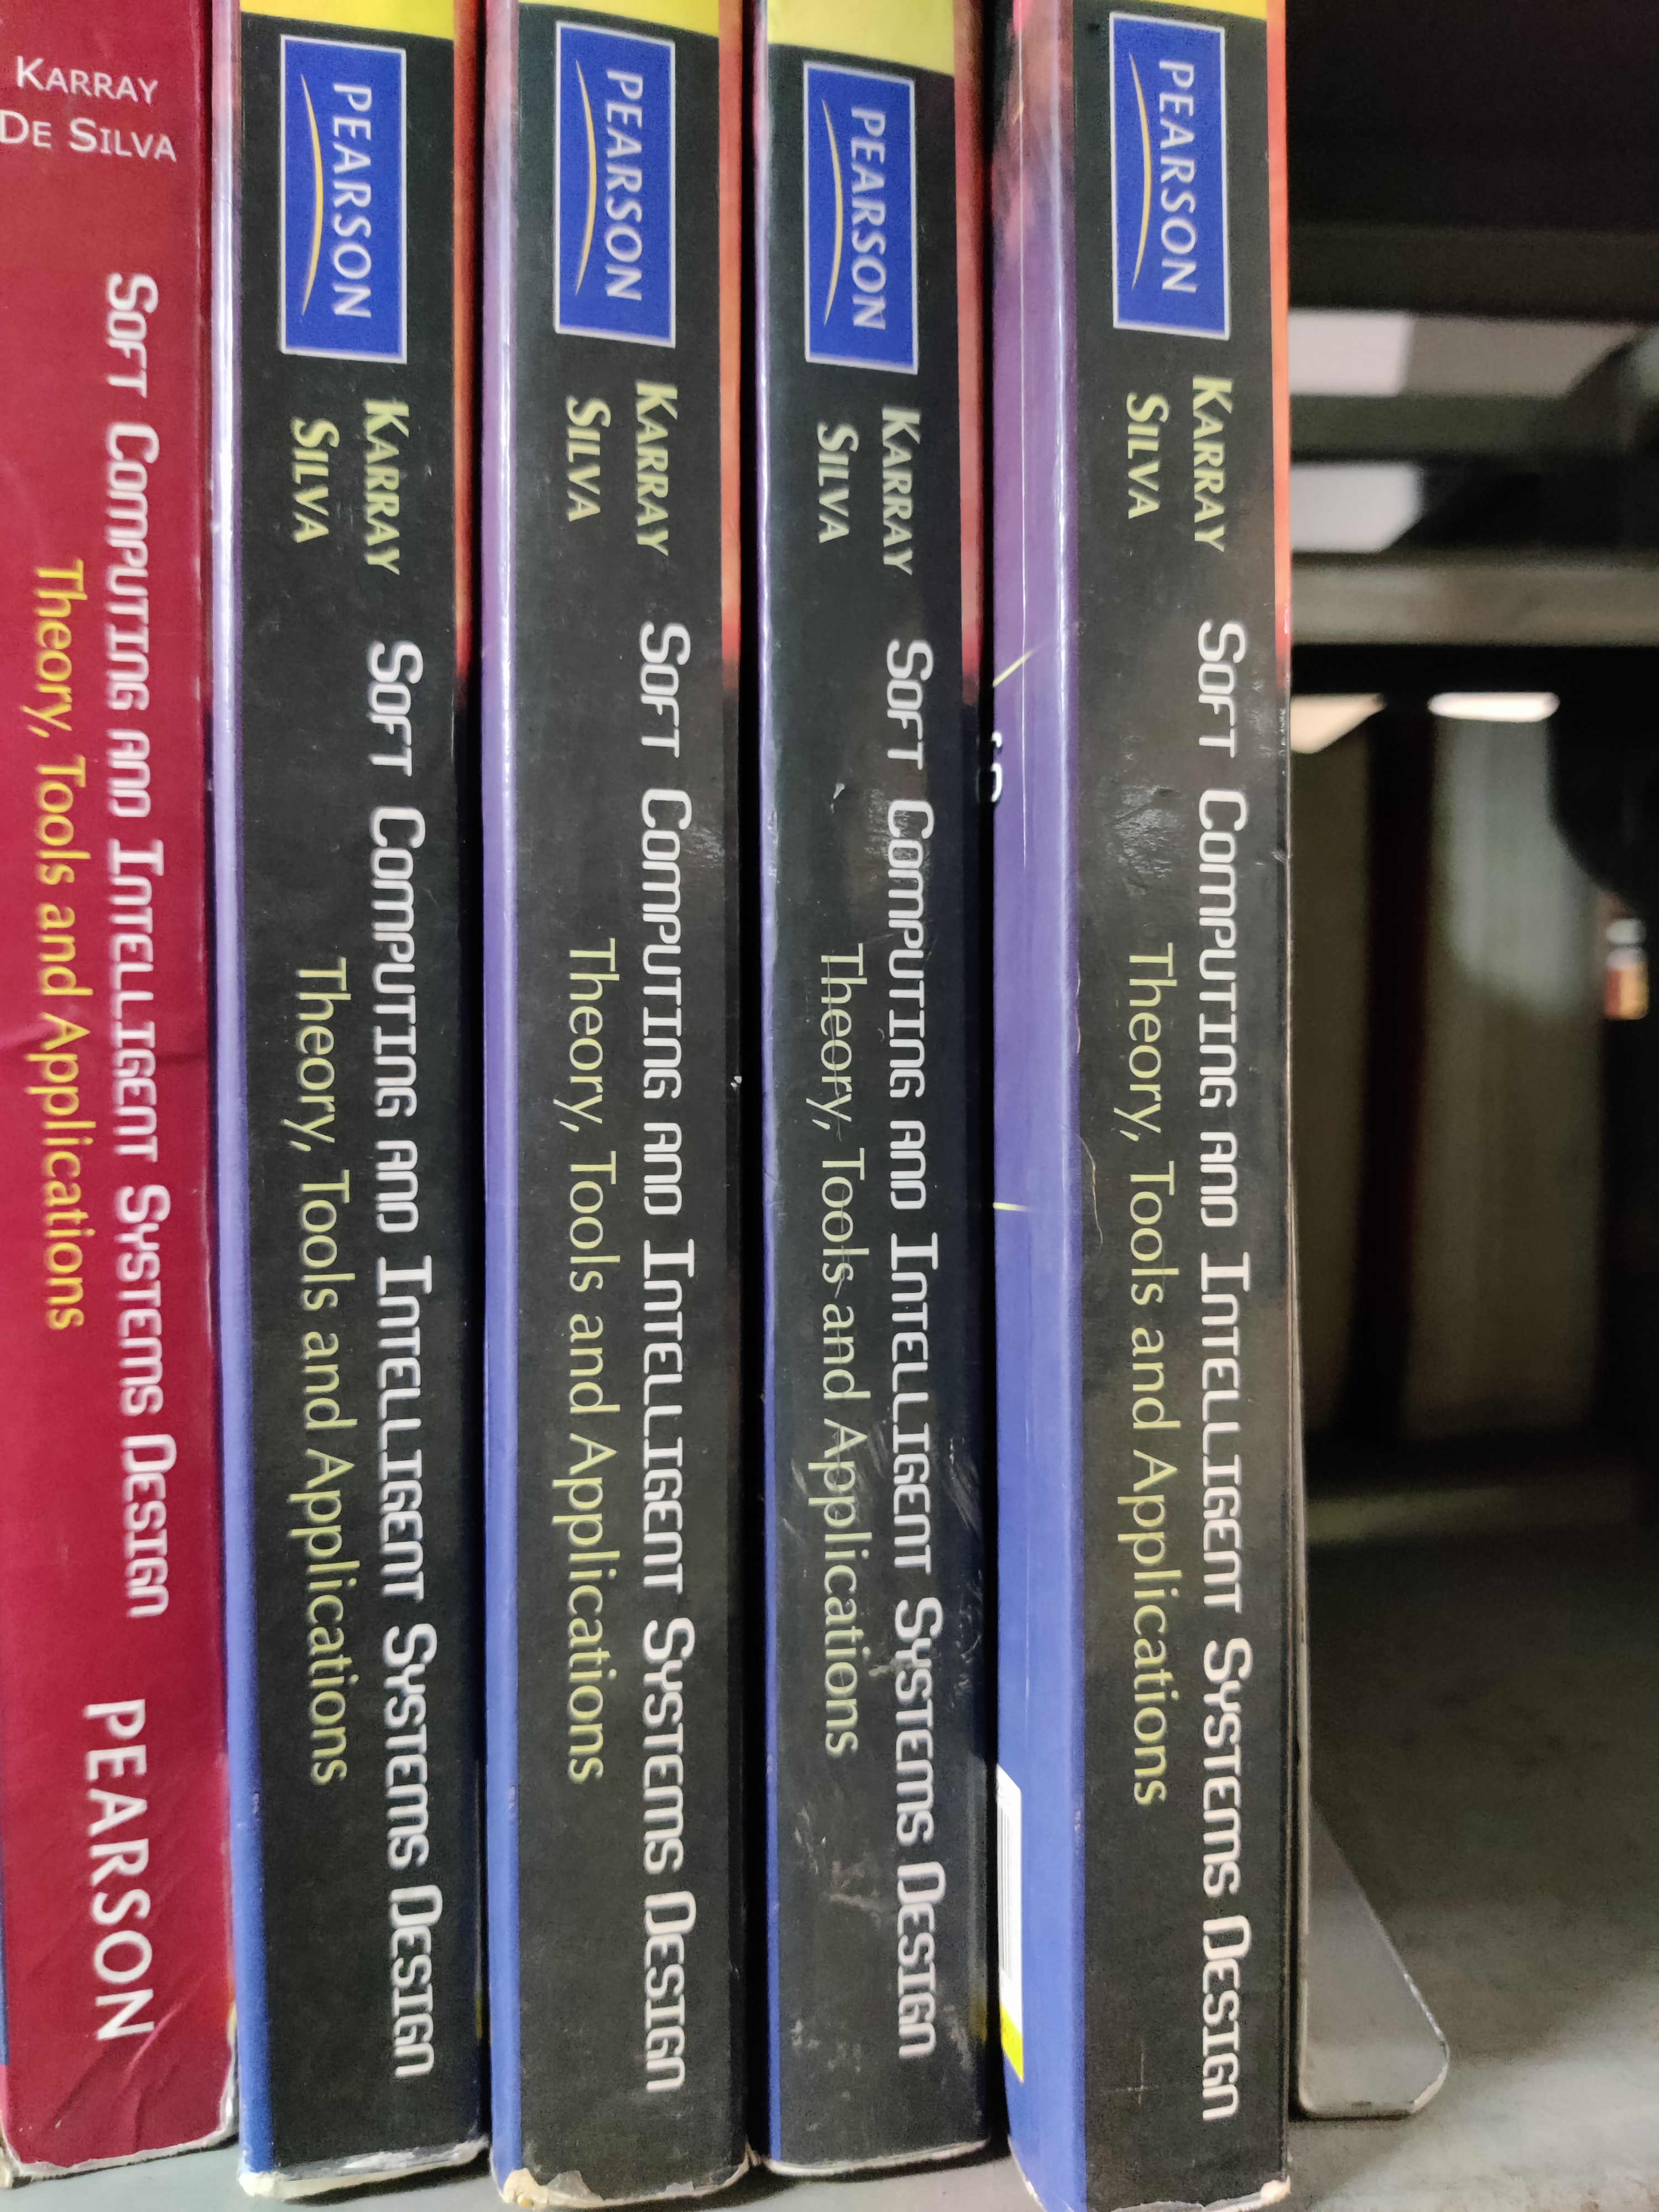 KARRAY
DE SILVA
SOFT COMPUTING AND INTELLIGENT SYSTEMS DESIGN
Theory, Tools and Applications
PEARSON
PEARSON
KARRAY
SILVA
SOFT COMPUTING AND INTELLIGENT SYSTEMS DESIGN
Theory, Tools and Applications
PEARSON
KARRAY
SILVA
SOFT COMPUTING AND INTELLIGENT SYSTEMS DESIGN
Theory, Tools and Applications
PEARSON
KARRAY
SILVA
SOFT COMPUTING AND INTELLIGENT SYSTEMS DESIGN
Theory, Tools and Applications
PEARSON
KARRAY
SILVA
SOFT COMPUTING AND INTELLIGENT SYSTEMS DESIGN
Theory, Tools and Applications